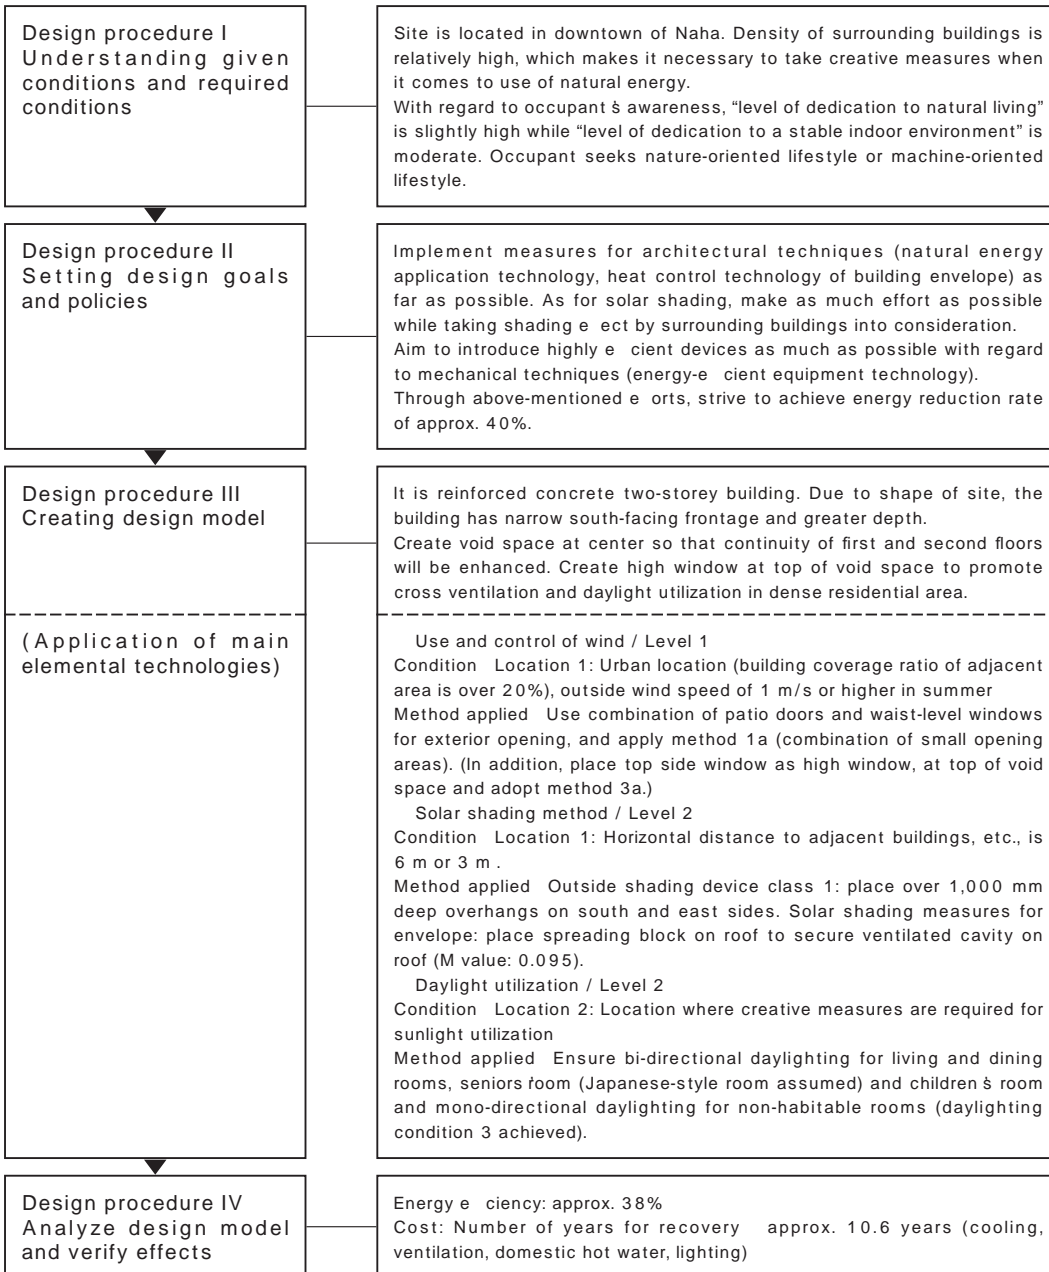 Design procedure I
Understanding given
conditions and required
conditions
Site is located in downtown of Naha. Density of surrounding buildings is
relatively high, which makes it necessary to take creative measures when
it comes to use of natural energy.
With regard to occupant's awareness, “level of dedication to natural living”
is slightly high while “level of dedication to a stable indoor environment” is
moderate. Occupant seeks nature-oriented lifestyle or machine-oriented
lifestyle.
Design procedure II
Setting design goals
and policies
Implement measures for architectural techniques (natural energy
application technology, heat control technology of building envelope) as
far as possible. As for solar shading, make as much effort as possible
while taking shading e ect by surrounding buildings into consideration.
Aim to introduce highly e cient devices as much as possible with regard
to mechanical techniques (energy-e cient equipment technology).
Through above-mentioned e orts, strive to achieve energy reduction rate
of approx. 40%.
Design procedure III
Creating design model
It is reinforced concrete two-storey building. Due to shape of site, the
building has narrow south-facing frontage and greater depth.
Create void space at center so that continuity of first and second floors
will be enhanced. Create high window at top of void space to promote
cross ventilation and daylight utilization in dense residential area.
(Application of main
elemental technologies)
Use and control of wind / Level 1
Condition Location 1: Urban location (building coverage ratio of adjacent
area is over 20%), outside wind speed of 1 m/s or higher in summer
Method applied Use combination of patio doors and waist-level windows
for exterior opening, and apply method 1a (combination of small opening
areas). (In addition, place top side window as high window, at top of void
space and adopt method 3a.)
Solar shading method / Level 2
Condition Location 1: Horizontal distance to adjacent buildings, etc., is
6 m or 3 m .
Method applied Outside shading device class 1: place over 1,000 mm
deep overhangs on south and east sides. Solar shading measures for
envelope: place spreading block on roof to secure ventilated cavity on
roof (M value: 0.095).
Daylight utilization / Level 2
Condition Location 2: Location where creative measures are required for
sunlight utilization
Method applied Ensure bi-directional daylighting for living and dining
rooms, seniors' room (Japanese-style room assumed) and children's room
and mono-directional daylighting for non-habitable rooms (daylighting
condition 3 achieved).
Design procedure IV
Analyze design model
and verify effects
Energy e ciency: approx. 38%
Cost: Number of years for recovery approx. 10.6 years (cooling,
ventilation, domestic hot water, lighting)